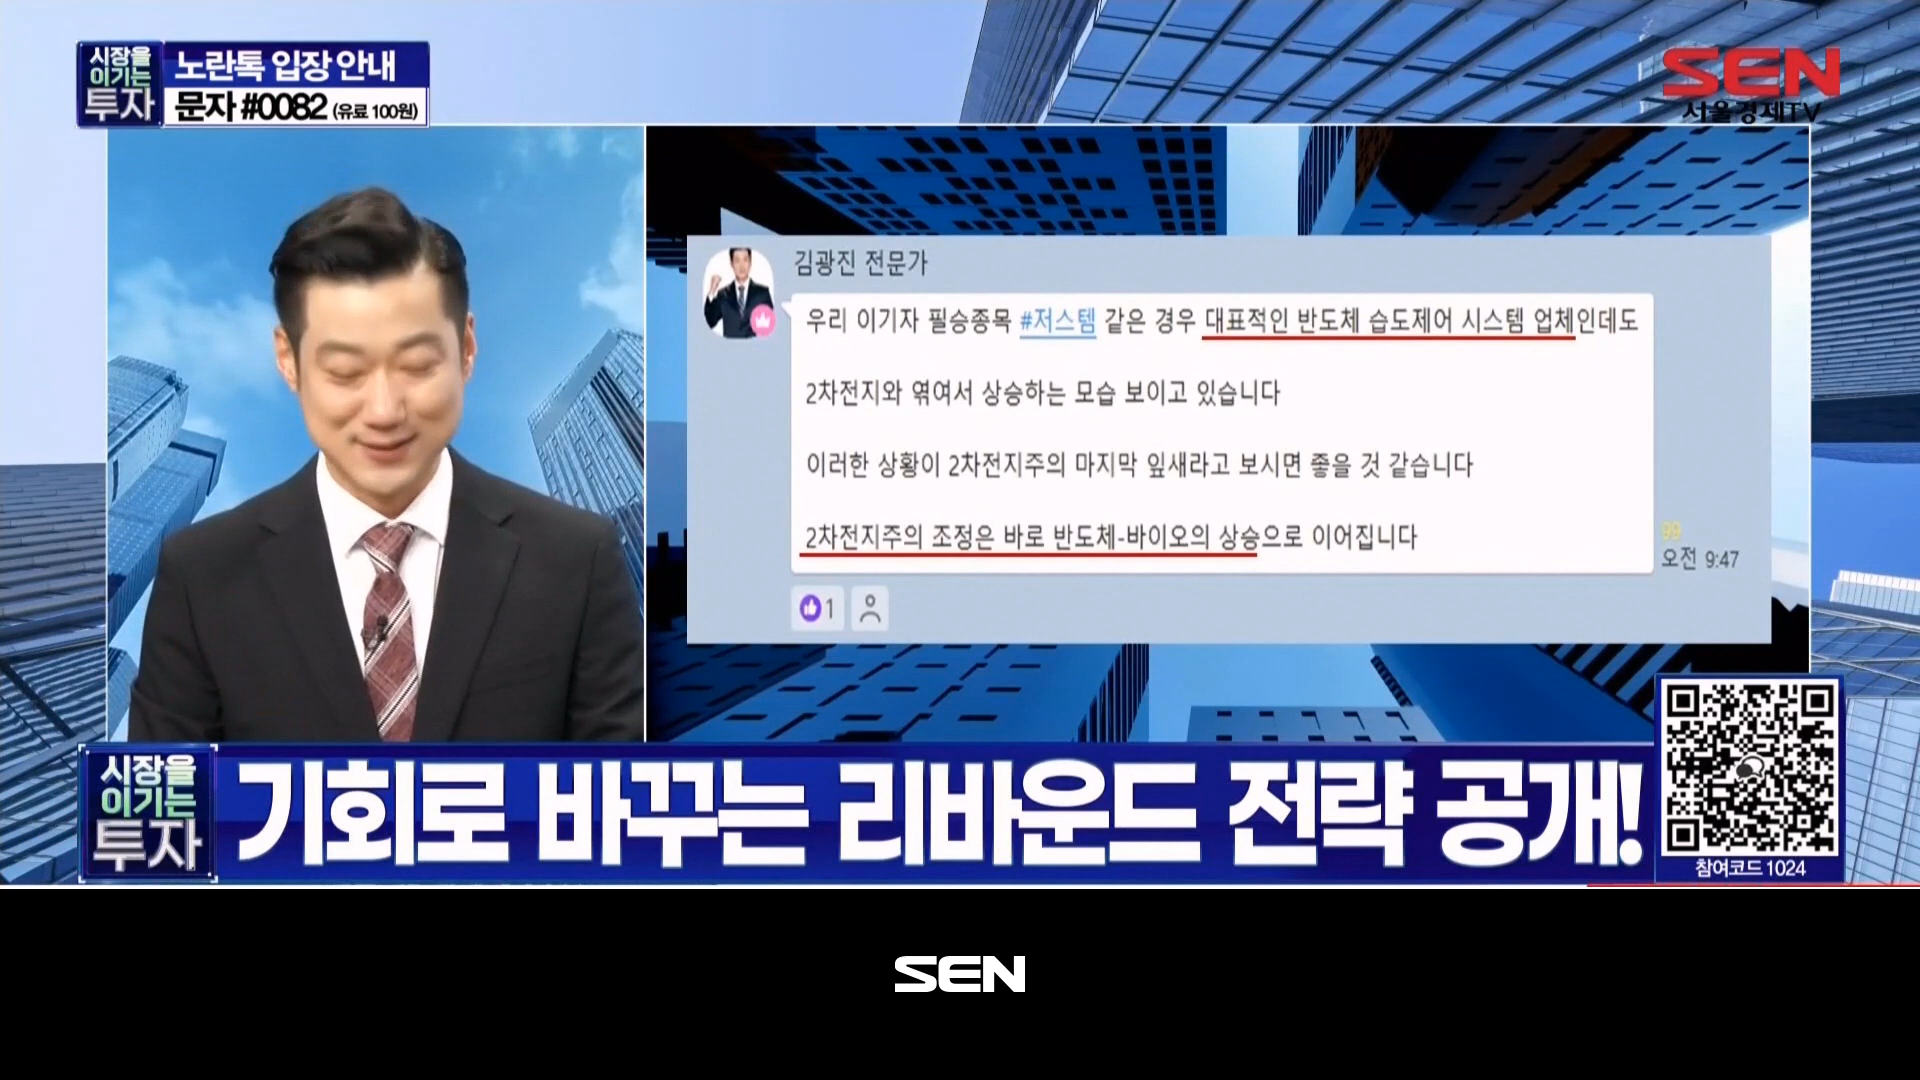 시장을
이기는
투자
노란톡 입장 안내
문자 #0082 (유료 100원)
SEN
서울경제TV
김광진 전문가
우리 이기자 필승종목 #저스템 같은 경우 대표적인 반도체 습도제어 시스템 업체인데도
2차전지와 엮여서 상승하는 모습 보이고 있습니다
이러한 상황이 2차전지주의 마지막 잎새라고 보시면 좋을 것 같습니다
2차전지주의 조정은 바로 반도체-바이오의 상승으로 이어집니다
99
오전 9:47
1
시장을
이기는
투자
기회로 바꾸는 리바운드 전략 공개!
참여코드 1024
SEN